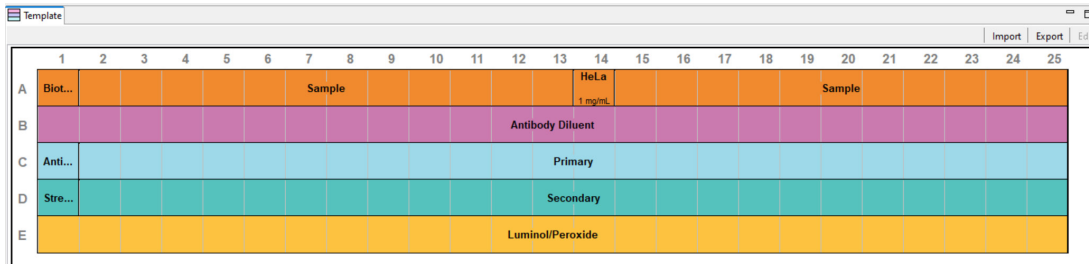 Template
Import Export Ed
1 2 3 4 5 6 7 8 9 10 11 12 13 14 15 16 17 18 19 20 21 22 23 24 25
A Biot... Sample HeLa 1 mg/mL Sample
B Antibody Diluent
C Anti... Primary
D Stre... Secondary
E Luminol/Peroxide